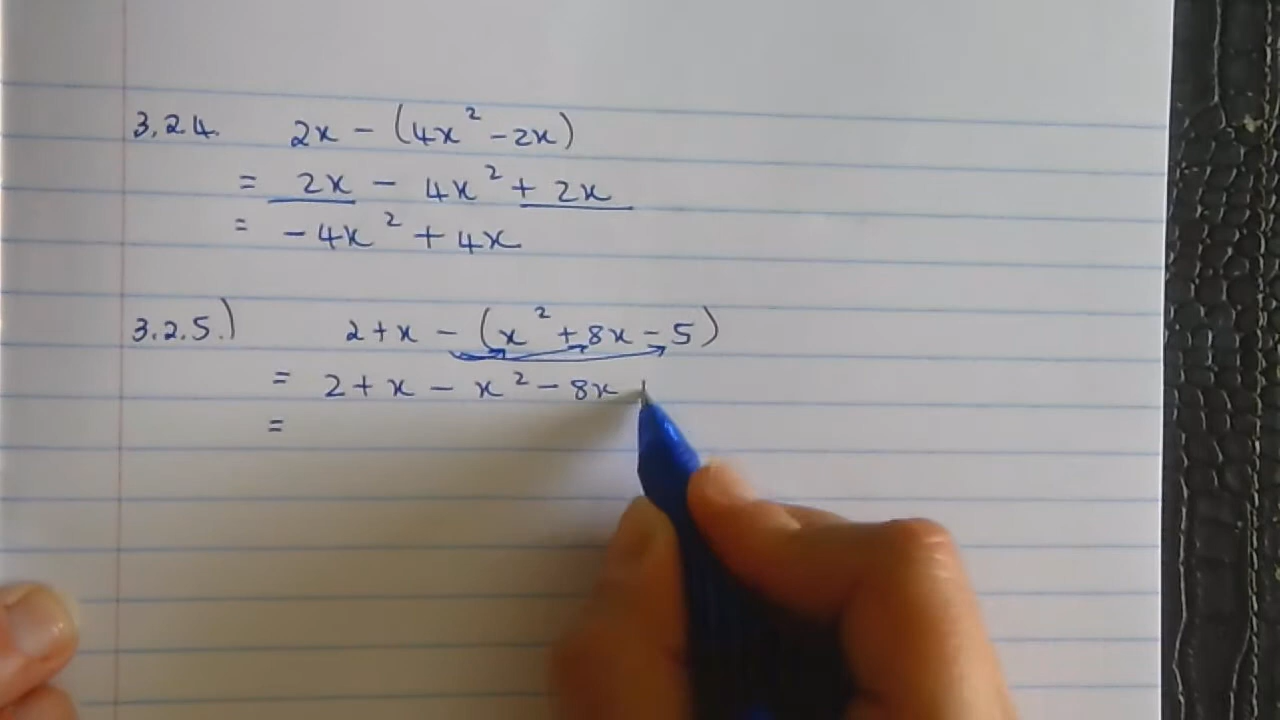 3.2.4. 2x - (4x² - 2x)
= 2x - 4x² + 2x
= -4x² + 4x
3.2.5.) 2 + x - (x² + 8x - 5)
= 2 + x - x² - 8x
=